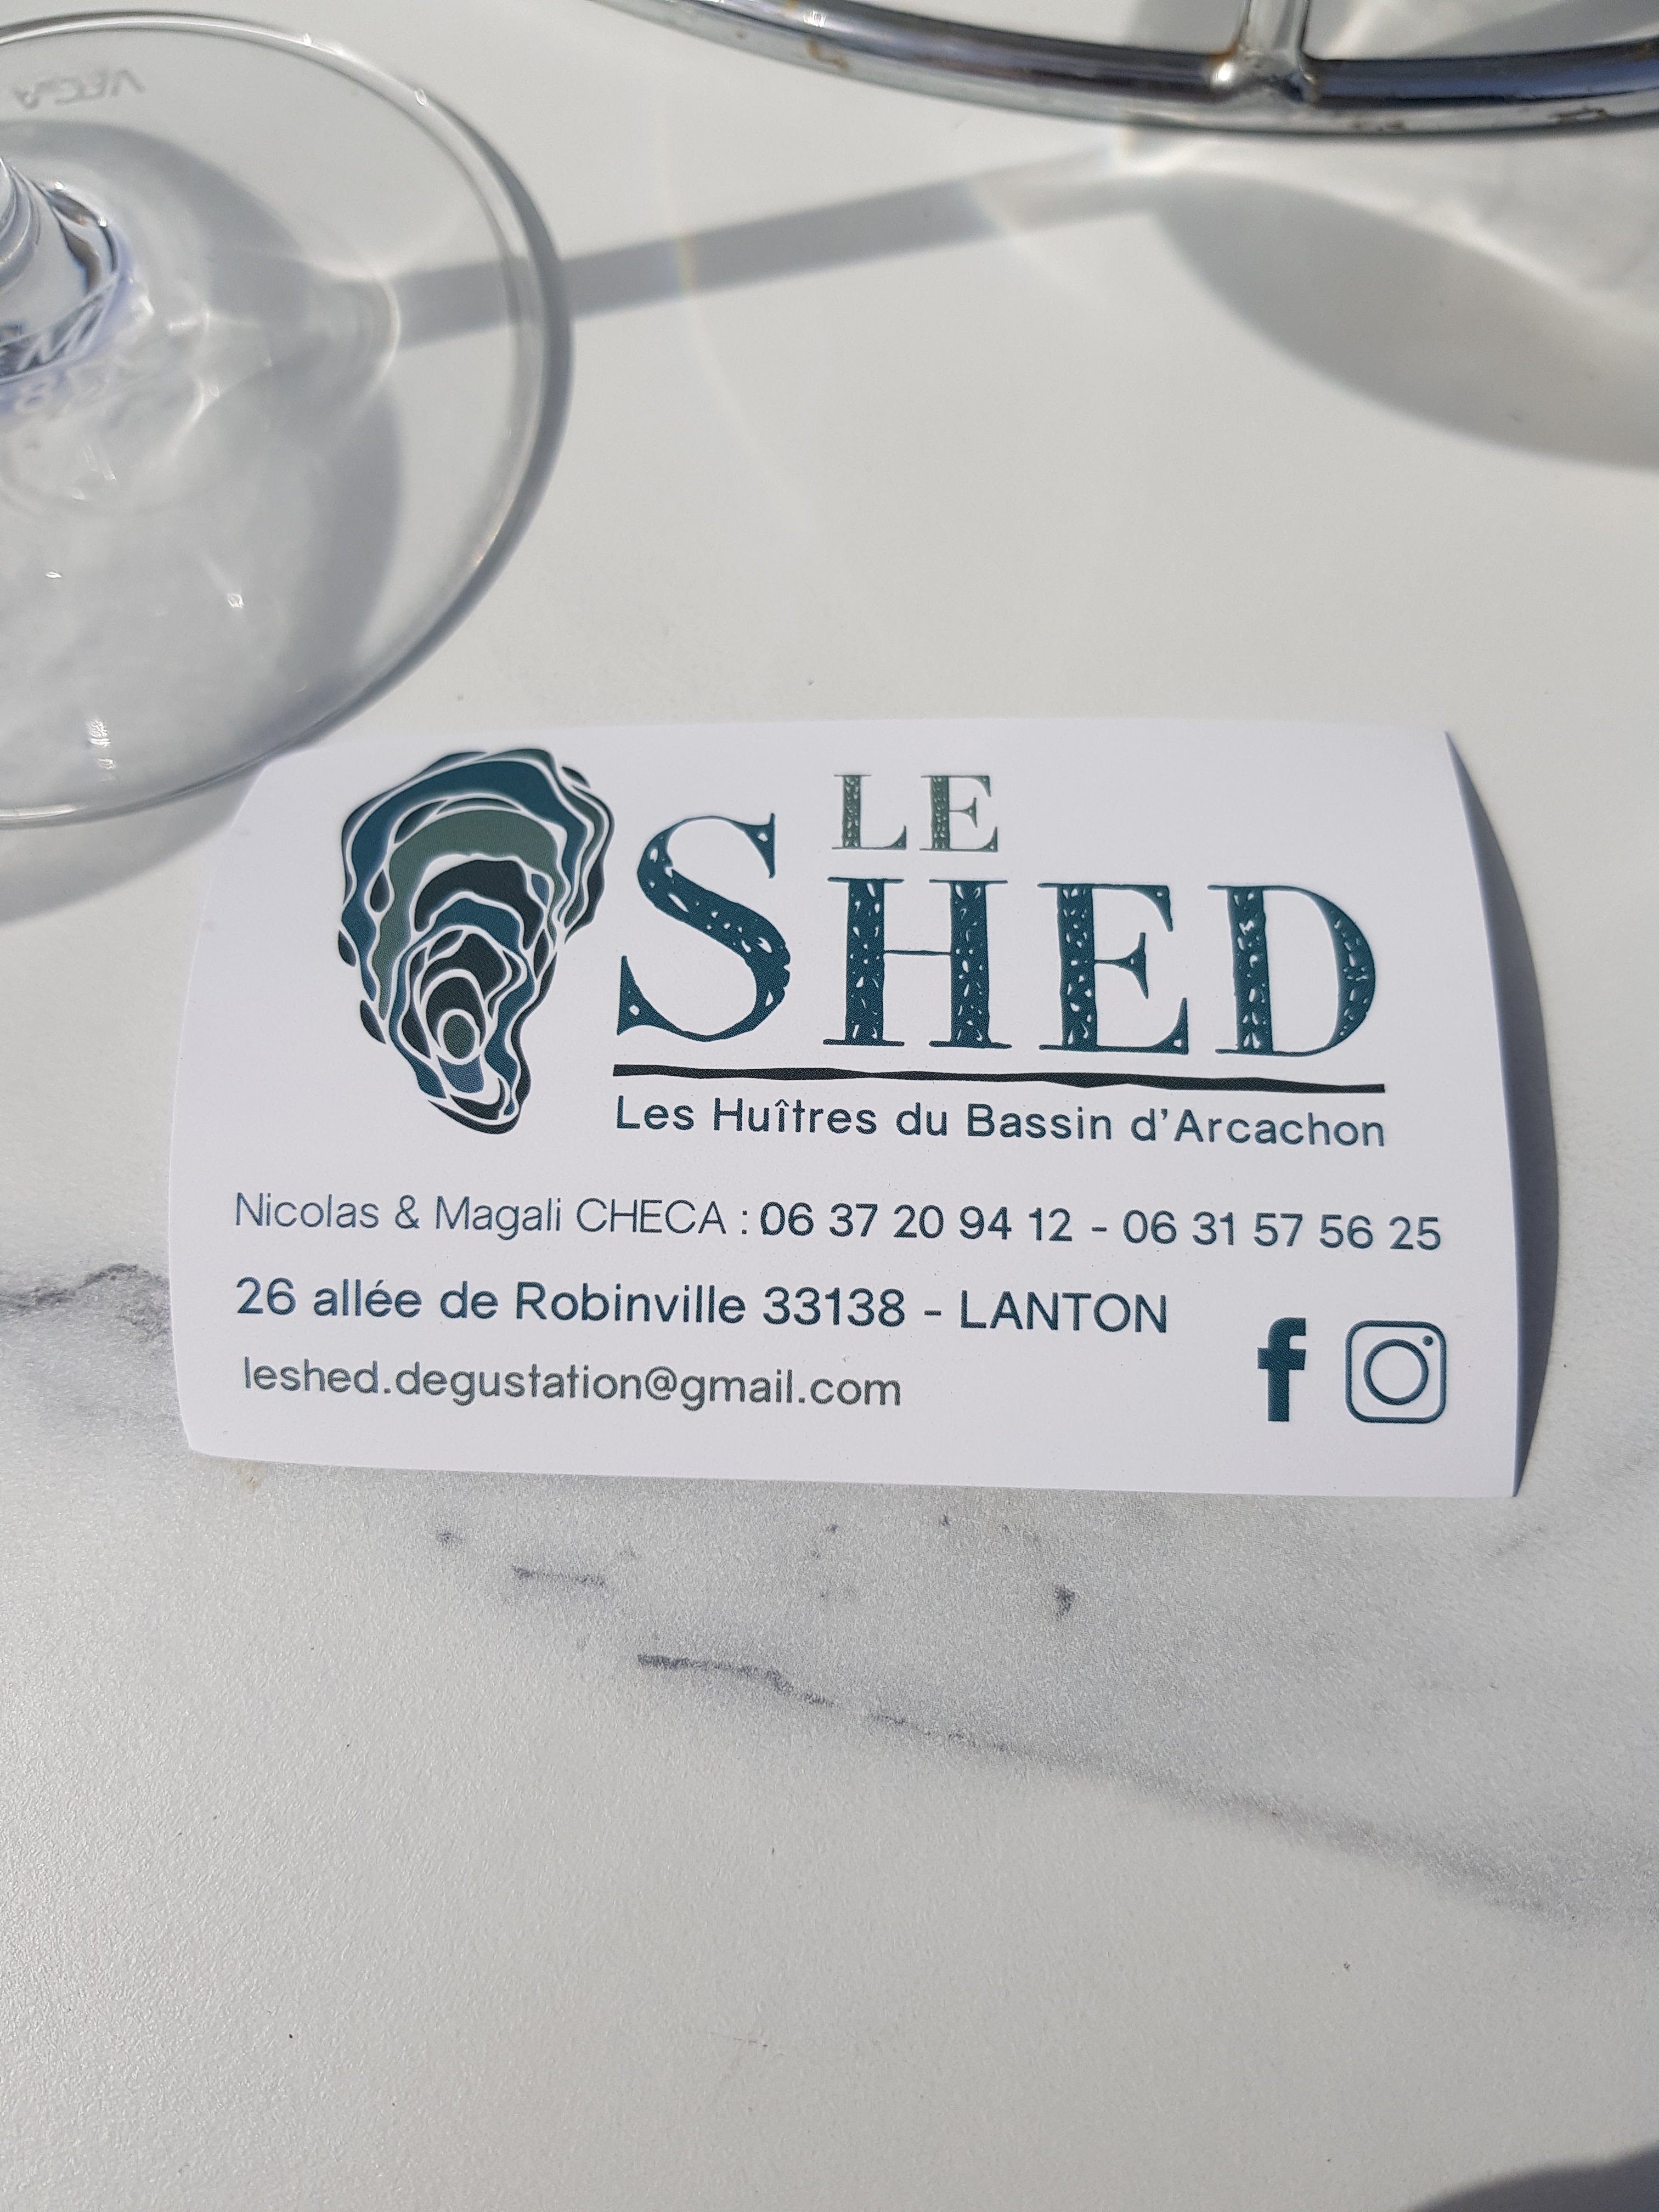 LE
SHED
Les Huîtres du Bassin d'Arcachon
Nicolas & Magali CHECA : 06 37 20 94 12 - 06 31 57 56 25
26 allée de Robinville 33138 - LANTON
leshed.degustation@gmail.com